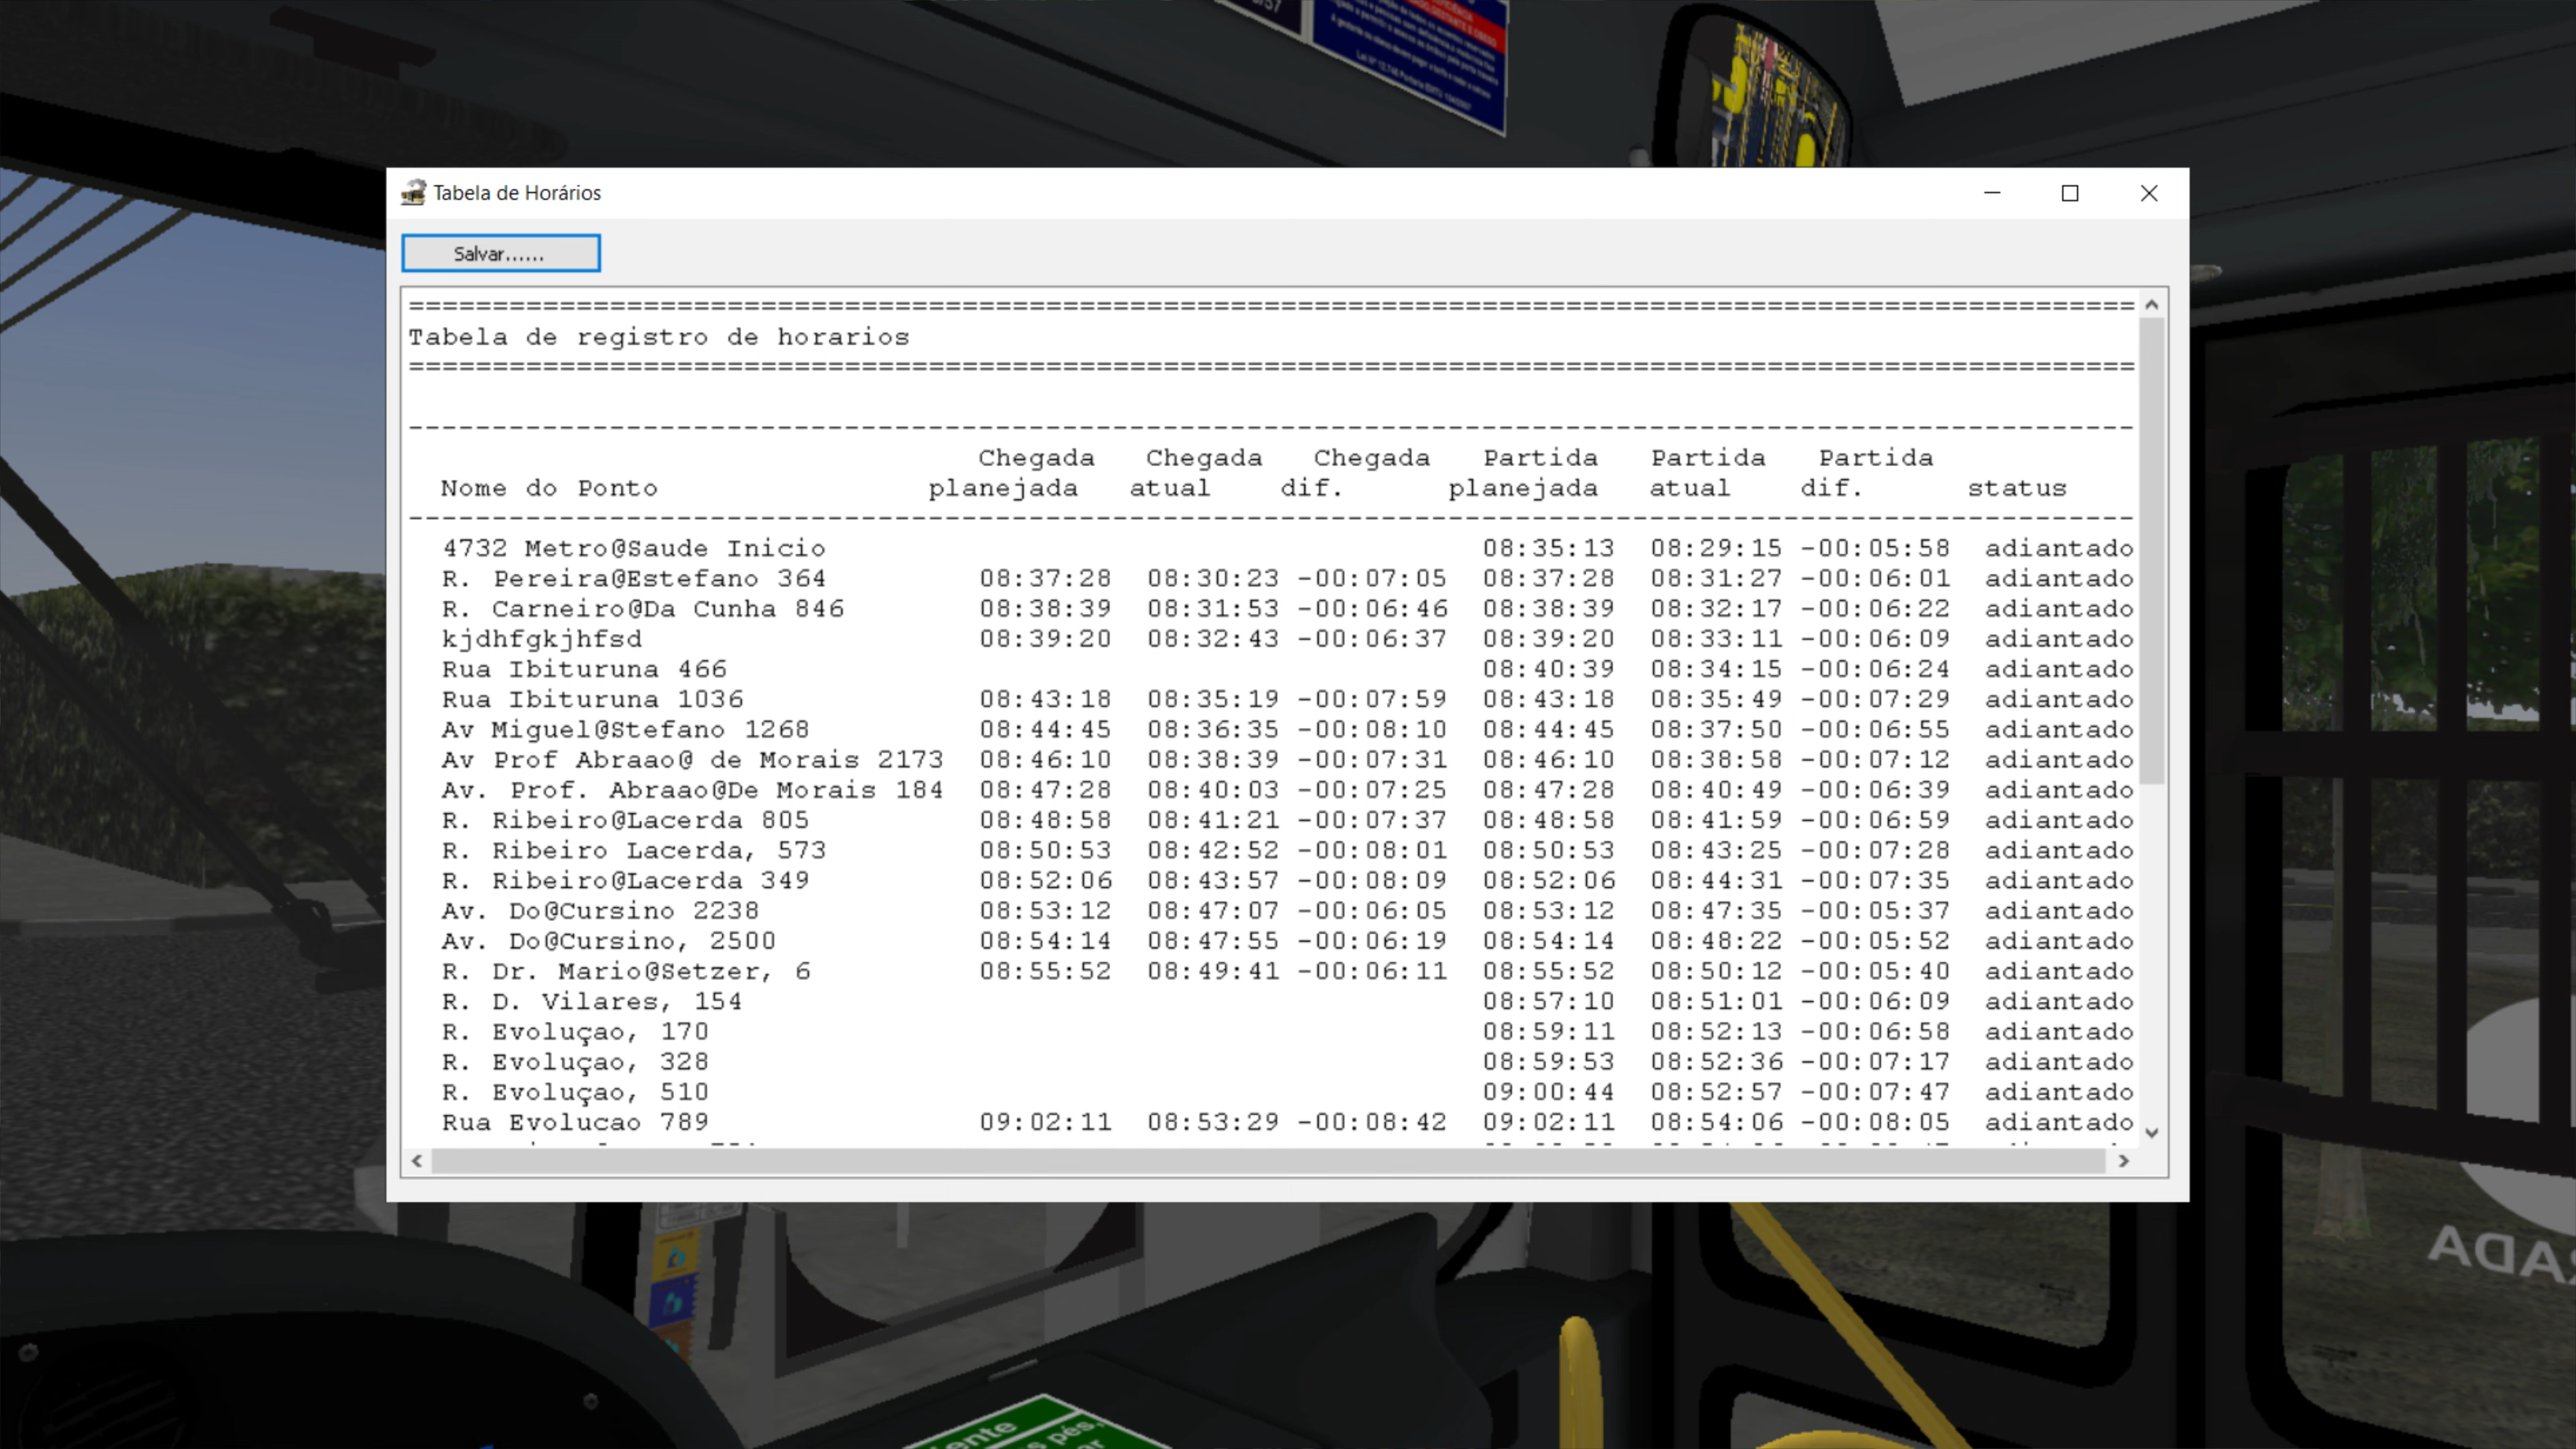 57
DEFICIÊNCIA
Tabela de Horários
Salvar......
====================================================================================================
Tabela de registro de horarios
====================================================================================================
----------------------------------------------------------------------------------------------------
Chegada Chegada Chegada Partida Partida Partida
Nome do Ponto planejada atual dif. planejada atual dif. status
----------------------------------------------------------------------------------------------------
4732 Metro@Saude Inicio 08:35:13 08:29:15 -00:05:58 adiantado
R. Pereira@Estefano 364 08:37:28 08:30:23 -00:07:05 08:37:28 08:31:27 -00:06:01 adiantado
R. Carneiro@Da Cunha 846 08:38:39 08:31:53 -00:06:46 08:38:39 08:32:17 -00:06:22 adiantado
kjdhfgkjhfsd 08:39:20 08:32:43 -00:06:37 08:39:20 08:33:11 -00:06:09 adiantado
Rua Ibituruna 466 08:40:39 08:34:15 -00:06:24 adiantado
Rua Ibituruna 1036 08:43:18 08:35:19 -00:07:59 08:43:18 08:35:49 -00:07:29 adiantado
Av Miguel@Stefano 1268 08:44:45 08:36:35 -00:08:10 08:44:45 08:37:50 -00:06:55 adiantado
Av Prof Abraao@ de Morais 2173 08:46:10 08:38:39 -00:07:31 08:46:10 08:38:58 -00:07:12 adiantado
Av. Prof. Abraao@De Morais 184 08:47:28 08:40:03 -00:07:25 08:47:28 08:40:49 -00:06:39 adiantado
R. Ribeiro@Lacerda 805 08:48:58 08:41:21 -00:07:37 08:48:58 08:41:59 -00:06:59 adiantado
R. Ribeiro Lacerda, 573 08:50:53 08:42:52 -00:08:01 08:50:53 08:43:25 -00:07:28 adiantado
R. Ribeiro@Lacerda 349 08:52:06 08:43:57 -00:08:09 08:52:06 08:44:31 -00:07:35 adiantado
Av. Do@Cursino 2238 08:53:12 08:47:07 -00:06:05 08:53:12 08:47:35 -00:05:37 adiantado
Av. Do@Cursino, 2500 08:54:14 08:47:55 -00:06:19 08:54:14 08:48:22 -00:05:52 adiantado
R. Dr. Mario@Setzer, 6 08:55:52 08:49:41 -00:06:11 08:55:52 08:50:12 -00:05:40 adiantado
R. D. Vilares, 154 08:57:10 08:51:01 -00:06:09 adiantado
R. Evoluçao, 170 08:59:11 08:52:13 -00:06:58 adiantado
R. Evoluçao, 328 08:59:53 08:52:36 -00:07:17 adiantado
R. Evoluçao, 510 09:00:44 08:52:57 -00:07:47 adiantado
Rua Evolucao 789 09:02:11 08:53:29 -00:08:42 09:02:11 08:54:06 -00:08:05 adiantado
pés,